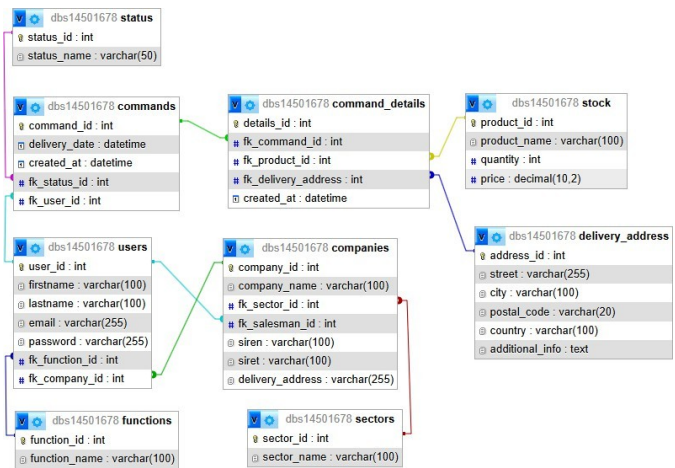 dbs14501678 status
status_id : int
status_name : varchar(50)
dbs14501678 commands
command_id : int
delivery_date : datetime
created_at : datetime
fk_status_id : int
fk_user_id : int
dbs14501678 command_details
details_id : int
fk_command_id : int
fk_product_id : int
fk_delivery_address : int
created_at : datetime
dbs14501678 stock
product_id : int
product_name : varchar(100)
quantity : int
price : decimal(10,2)
dbs14501678 users
user_id : int
firstname : varchar(100)
lastname : varchar(100)
email : varchar(255)
password : varchar(255)
fk_function_id : int
fk_company_id : int
dbs14501678 companies
company_id : int
company_name : varchar(100)
fk_sector_id : int
fk_salesman_id : int
siren : varchar(100)
siret : varchar(100)
delivery_address : varchar(255)
dbs14501678 delivery_address
address_id : int
street : varchar(255)
city : varchar(100)
postal_code : varchar(20)
country : varchar(100)
additional_info : text
dbs14501678 functions
function_id : int
function_name : varchar(100)
dbs14501678 sectors
sector_id : int
sector_name : varchar(100)